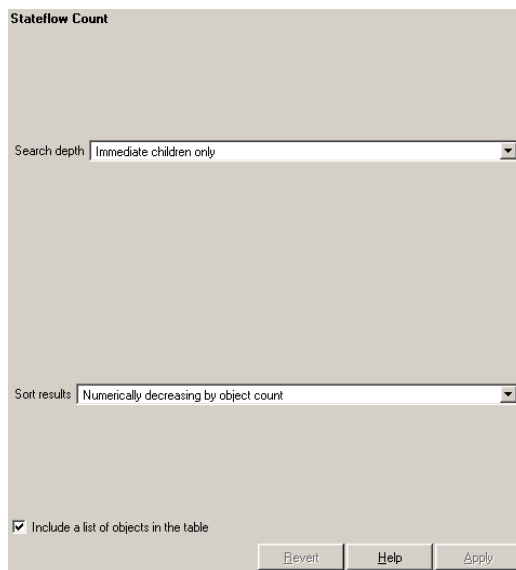 Stateflow Count
Search depth Immediate children only
Sort results Numerically decreasing by object count
Include a list of objects in the table
Revert Help Apply